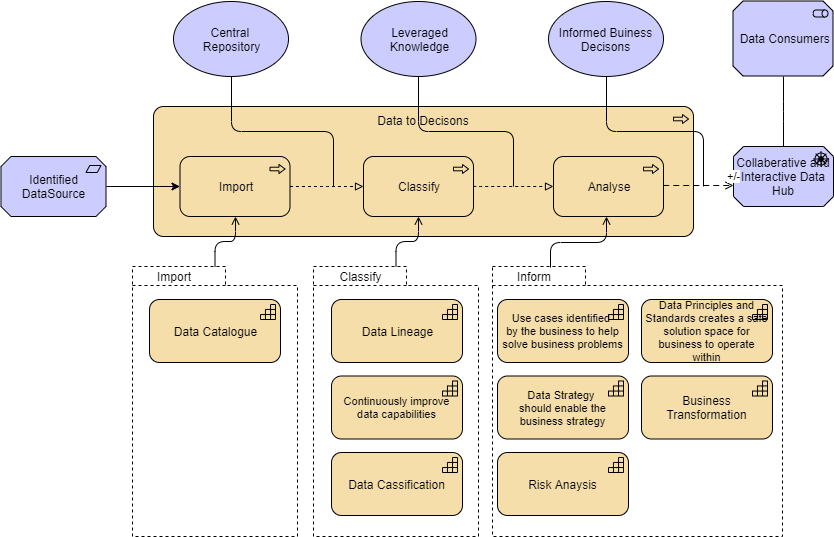 Central
Repository
Leveraged
Knowledge
Informed Business
Decisons
Data Consumers
Data to Decisons
Identified
DataSource
Import
Classify
Analyse
+/-
Collaberative and
Interactive Data
Hub
Import
Classify
Inform
Data Catalogue
Data Lineage
Continuously improve
data capabilities
Data Cassification
Use cases identified
by the business to help
solve business problems
Data Principles and
Standards creates a safe
solution space for
business to operate
within
Data Strategy
should enable the
business strategy
Business
Transformation
Risk Anaysis